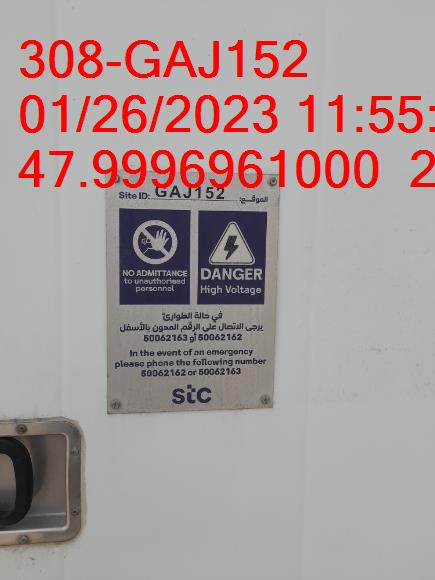 308-GAJ152
01/26/2023 11:55:
47.9996961000 2
Site ID: GAJ152 الموقع:
NO ADMITTANCE
to unauthorised
personnel
DANGER
High Voltage
في حالة الطوارئ
يرجى الاتصال على الرقم المدون بالأسفل
50062162 أو 50062163
In the event of an emergency
please phone the following number
50062162 or 50062163
stc